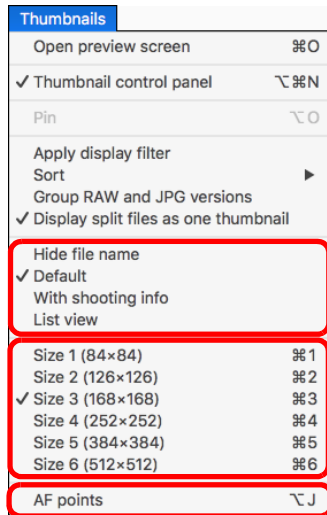 Thumbnails
Open preview screen ⌘O
✓ Thumbnail control panel ⌥⌘N
Pin ⌥O
Apply display filter
Sort ▶
Group RAW and JPG versions
✓ Display split files as one thumbnail
Hide file name
✓ Default
With shooting info
List view
Size 1 (84×84) ⌘1
Size 2 (126×126) ⌘2
✓ Size 3 (168×168) ⌘3
Size 4 (252×252) ⌘4
Size 5 (384×384) ⌘5
Size 6 (512×512) ⌘6
AF points ⌥J